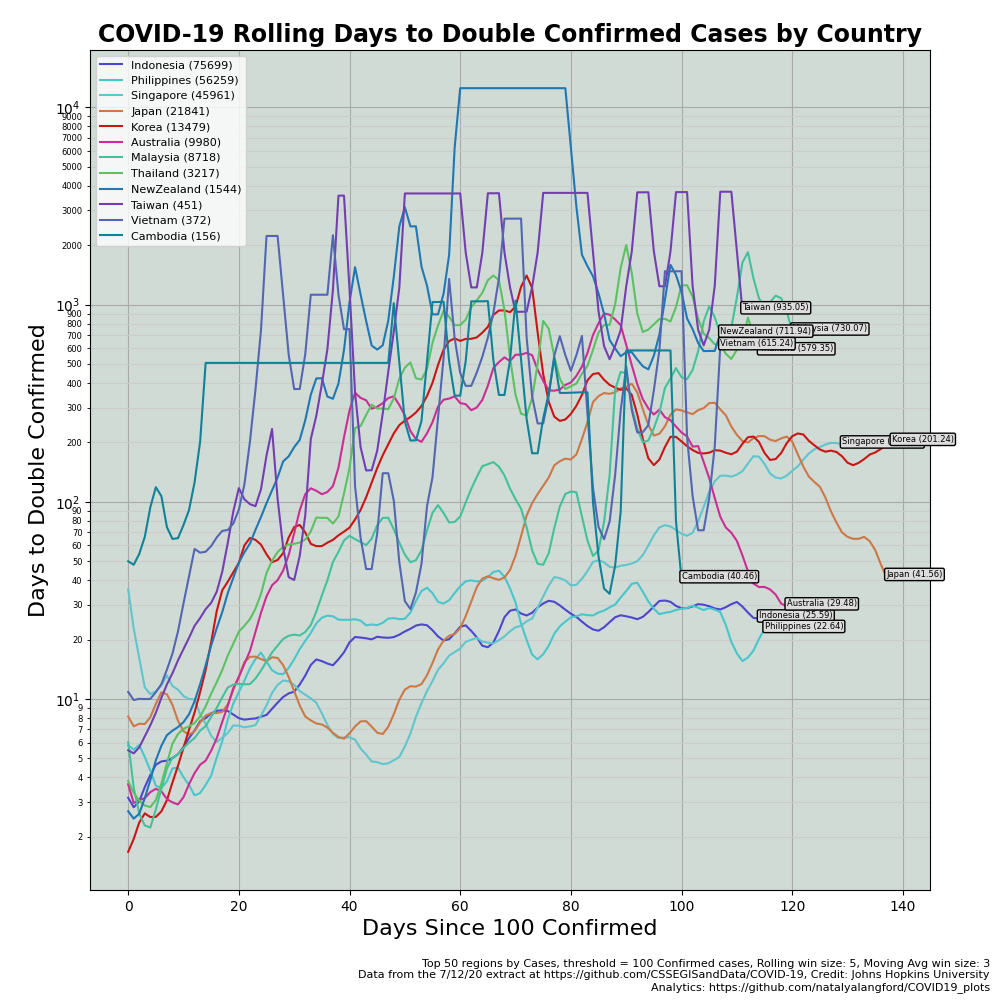 COVID-19 Rolling Days to Double Confirmed Cases by Country
Indonesia (75699)
Philippines (56259)
Singapore (45961)
Japan (21841)
Korea (13479)
Australia (9980)
Malaysia (8718)
Thailand (3217)
NewZealand (1544)
Taiwan (451)
Vietnam (372)
Cambodia (156)
Days to Double Confirmed
10⁴
9000
8000
7000
6000
5000
4000
3000
2000
10³
900
800
700
600
500
400
300
200
10²
90
80
70
60
50
40
30
20
10¹
9
8
7
6
5
4
3
2
Taiwan (935.05)
ysia (730.07)
NewZealand (711.94)
Vietnam (615.24)
(579.35)
Singapore
Korea (201.24)
Cambodia (40.46)
Japan (41.56)
Australia (29.48)
Indonesia (25.59)
Philippines (22.64)
0 20 40 60 80 100 120 140
Days Since 100 Confirmed
Top 50 regions by Cases, threshold = 100 Confirmed cases, Rolling win size: 5, Moving Avg win size: 3
Data from the 7/12/20 extract at https://github.com/CSSEGISandData/COVID-19, Credit: Johns Hopkins University
Analytics: https://github.com/natalyalangford/COVID19_plots